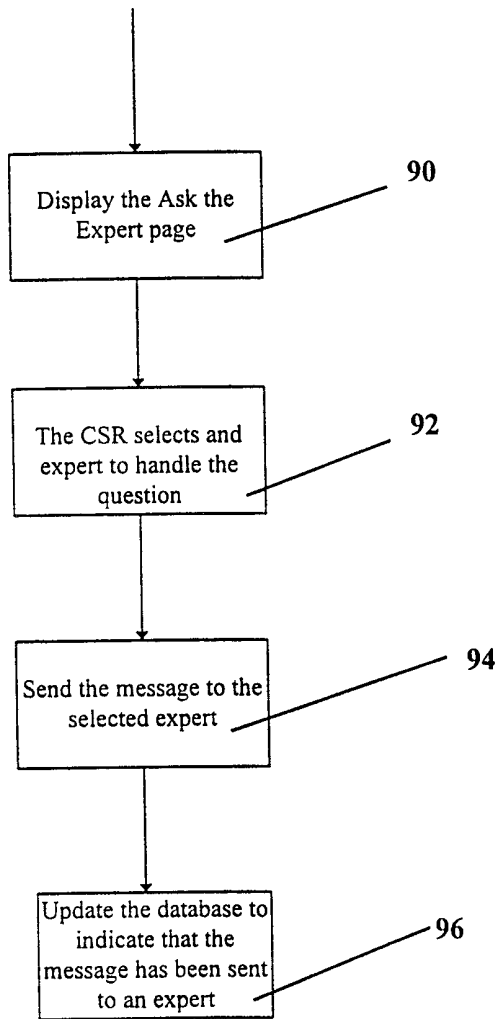 Display the Ask the
Expert page
90
The CSR selects and
expert to handle the
question
92
Send the message to the
selected expert
94
Update the database to
indicate that the
message has been sent
to an expert
96